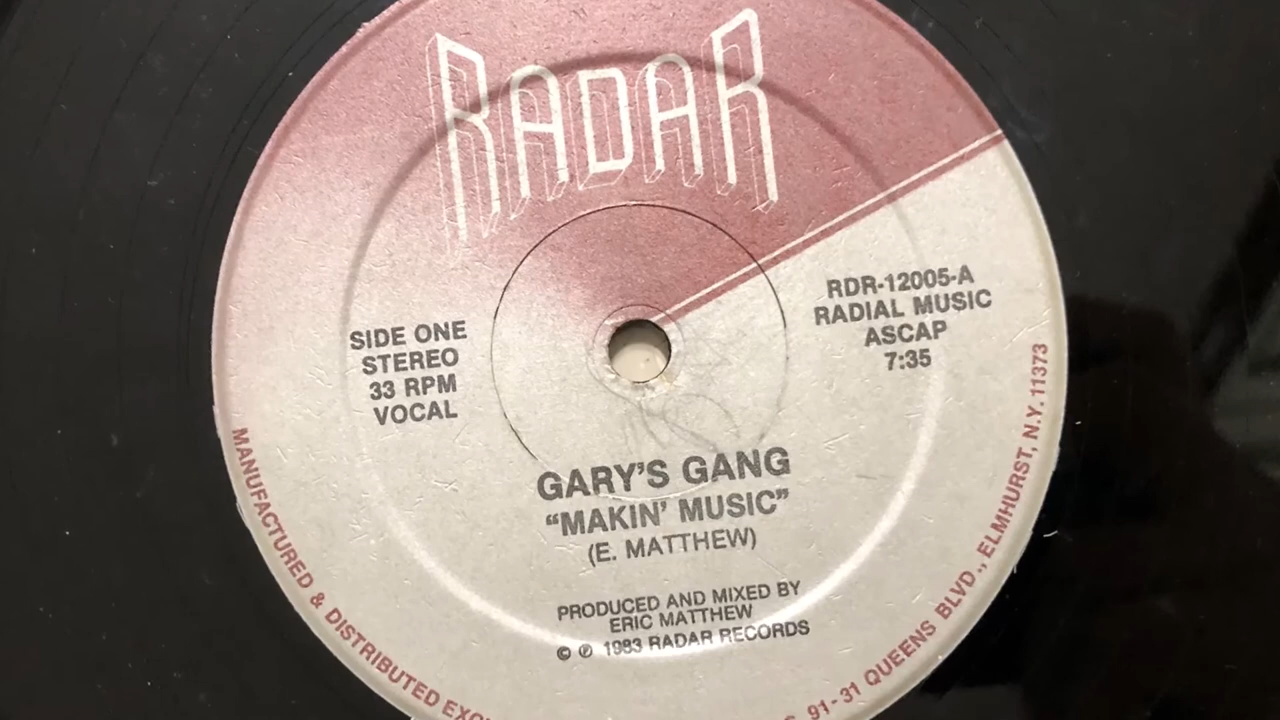 RADAR
SIDE ONE
STEREO
33 RPM
VOCAL
RDR-12005-A
RADIAL MUSIC
ASCAP
7:35
GARY'S GANG
“MAKIN' MUSIC”
(E. MATTHEW)
PRODUCED AND MIXED BY
ERIC MATTHEW
© ℗ 1983 RADAR RECORDS
MANUFACTURED & DISTRIBUTED 91-31 QUEENS BLVD., ELMHURST, N.Y. 11373